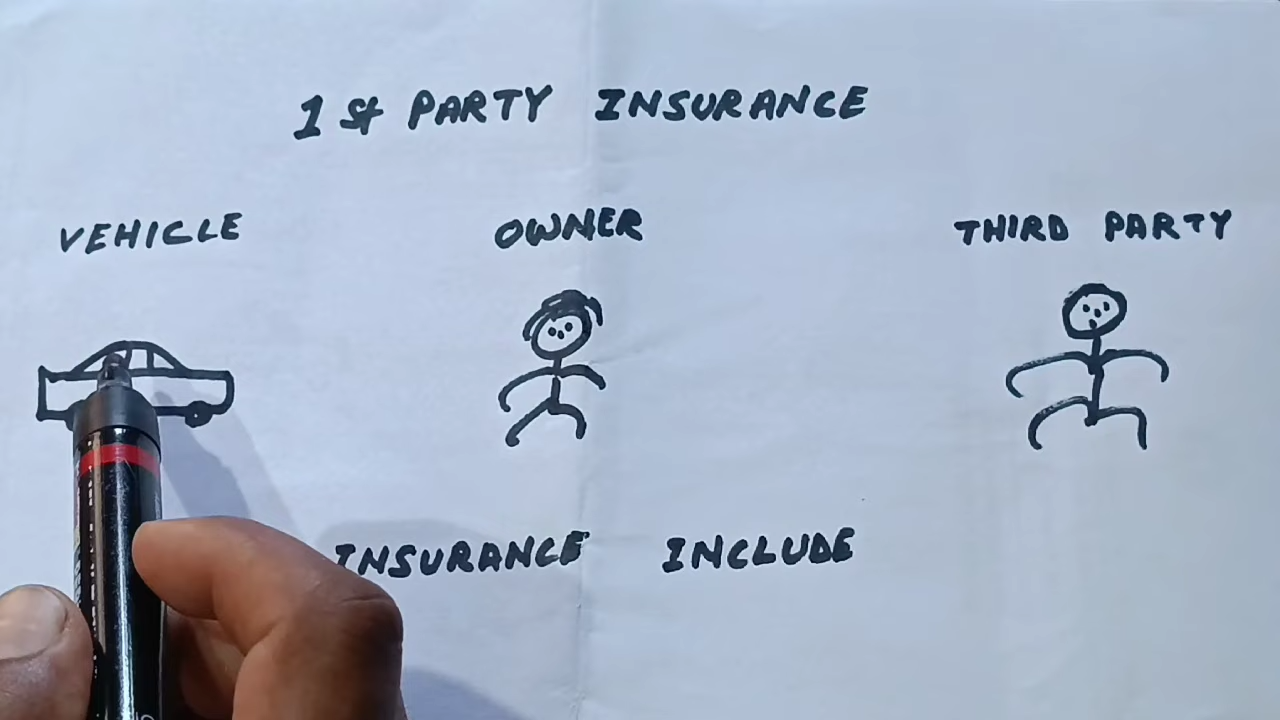 1st PARTY INSURANCE
VEHICLE OWNER THIRD PARTY
INSURANCE INCLUDE